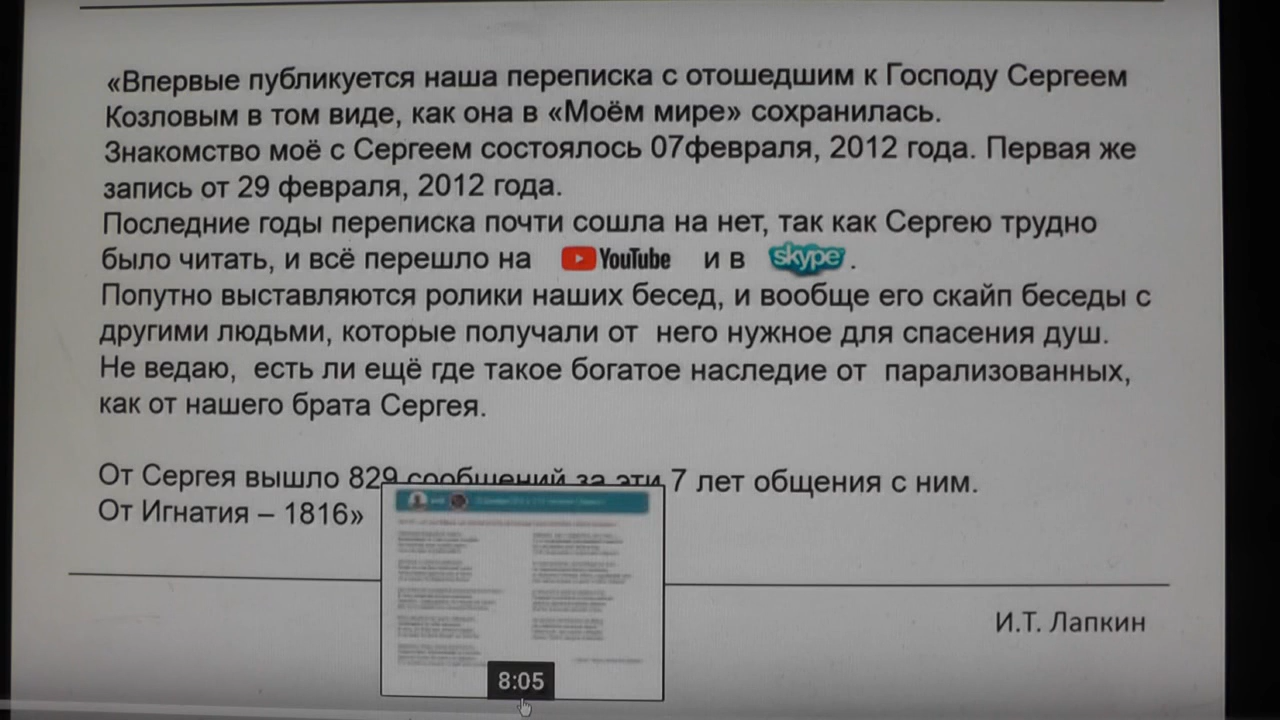 «Впервые публикуется наша переписка с отошедшим к Господу Сергеем
Козловым в том виде, как она в «Моём мире» сохранилась.
Знакомство моё с Сергеем состоялось 07февраля, 2012 года. Первая же
запись от 29 февраля, 2012 года.
Последние годы переписка почти сошла на нет, так как Сергею трудно
было читать, и всё перешло на YouTube и в skype .
Попутно выставляются ролики наших бесед, и вообще его скайп беседы с
другими людьми, которые получали от него нужное для спасения душ.
Не ведаю, есть ли ещё где такое богатое наследие от парализованных,
как от нашего брата Сергея.
От Сергея вышло 829 сообщений за эти 7 лет общения с ним.
От Игнатия – 1816»
И.Т. Лапкин
8:05